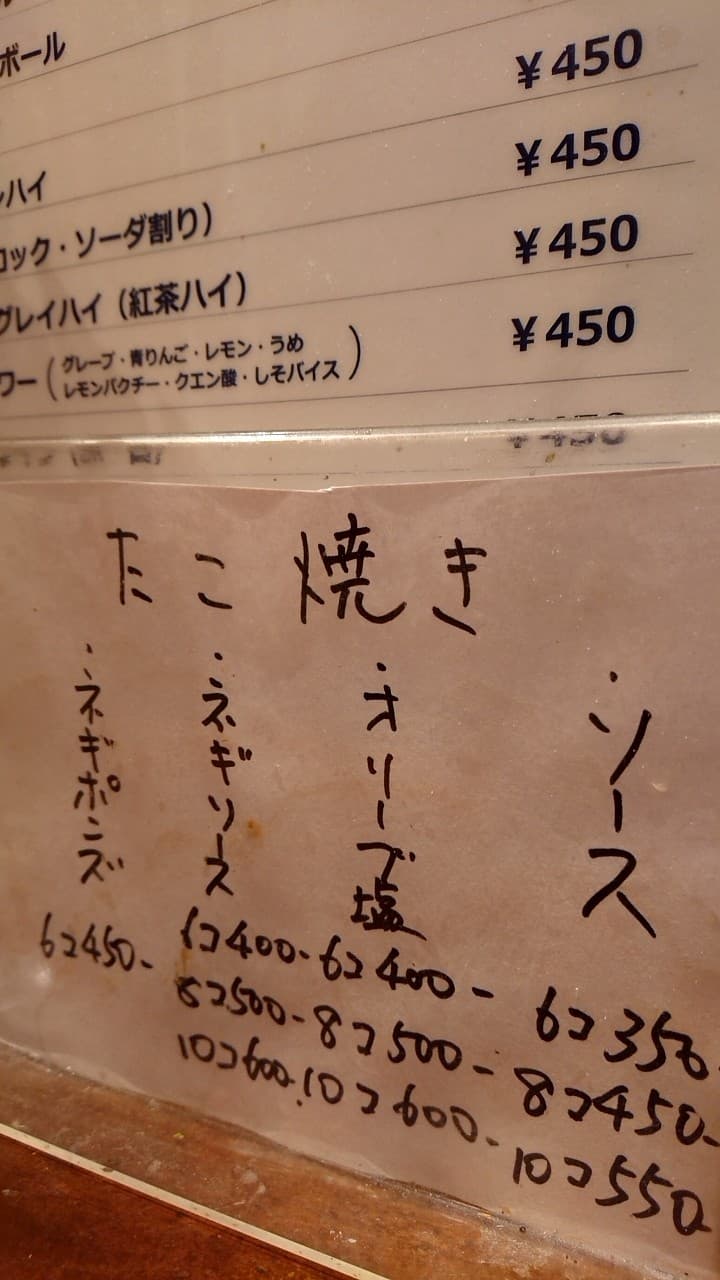 ボール ¥450
ハイ ¥450
ロック・ソーダ割り） ¥450
グレイハイ（紅茶ハイ） ¥450
ワー（グレープ・青りんご・レモン・うめ
レモンパクチー・クエン酸・しそバイス）
¥450
たこ焼き
・ソース
6コ350
8コ450-
10コ550
・オリーブ塩
6コ400-
8コ500-
10コ600-
・ネギソース
6コ400-
8コ500-
10コ600-
・ネギポンズ
6コ450-